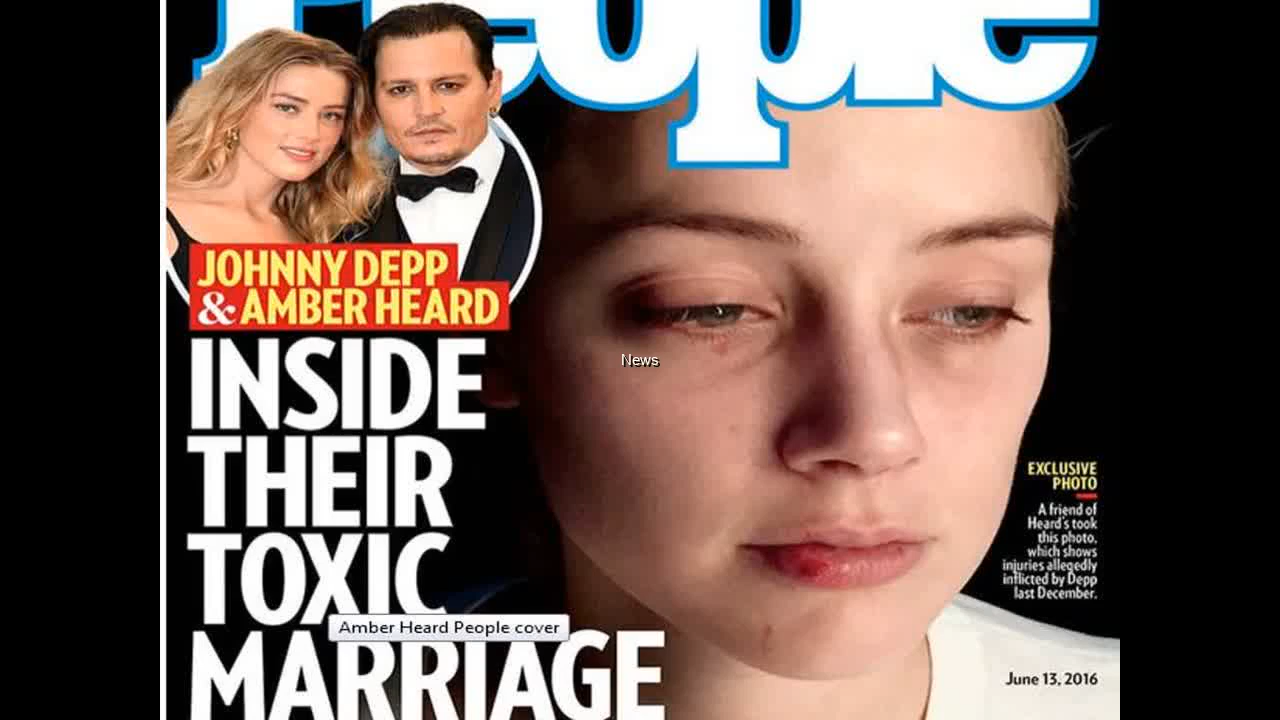 People
JOHNNY DEPP
& AMBER HEARD
INSIDE
THEIR
TOXIC
MARRIAGE
News
Amber Heard People cover
EXCLUSIVE
PHOTO
A friend of
Heard's took
this photo,
which shows
injuries allegedly
inflicted by Depp
last December.
June 13, 2016